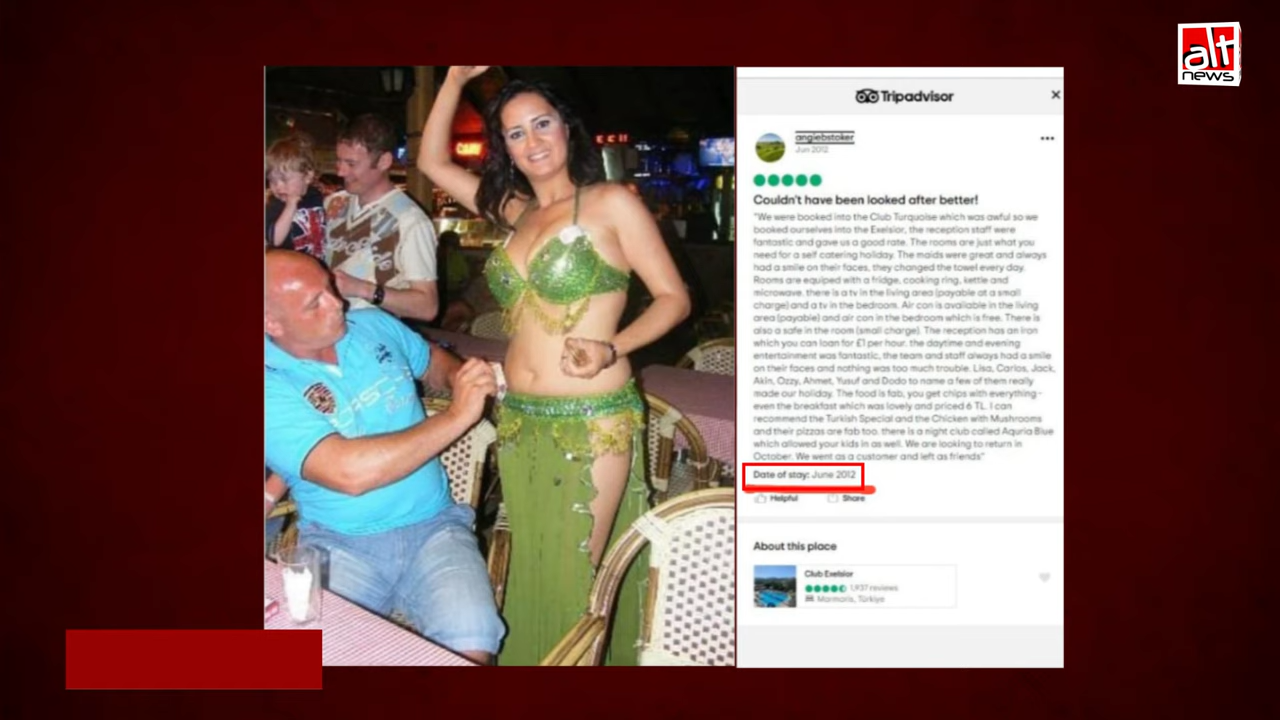 alt
news
Tripadvisor
angiebstoker
Jun 2012
Couldn't have been looked after better!
"We were booked into the Club Turquoise which was awful so we
booked ourselves into the Exelsior, the reception staff were
fantastic and gave us a good rate. The rooms are just what you
need for a self catering holiday. The maids were great and always
had a smile on their faces, they changed the towel every day.
Rooms are equiped with a fridge, cooking ring, kettle and
microwave. there is a tv in the living area (payable at a small
charge) and a tv in the bedroom. Air con is available in the living
area (payable) and air con in the bedroom which is free. There is
also a safe in the room (small charge). The reception has an iron
which you can loan for £1 per hour. the daytime and evening
entertainment was fantastic, the team and staff always had a smile
on their faces and nothing was too much trouble. Lisa, Carlos, Jack,
Akin, Ozzy, Ahmet, Yusuf and Dodo to name a few of them really
made our holiday. The food is fab, you get chips with everything -
even the breakfast which was lovely and priced 6 TL. I can
recommend the Turkish Special and the Chicken with Mushrooms
and their pizzas are fab too. there is a night club called Aquria Blue
which allowed your kids in as well. We are looking to return in
October. We went as a customer and left as friends"
Date of stay: June 2012
Helpful Share
About this place
Club Exelsior
1,937 reviews
Marmaris, Türkiye